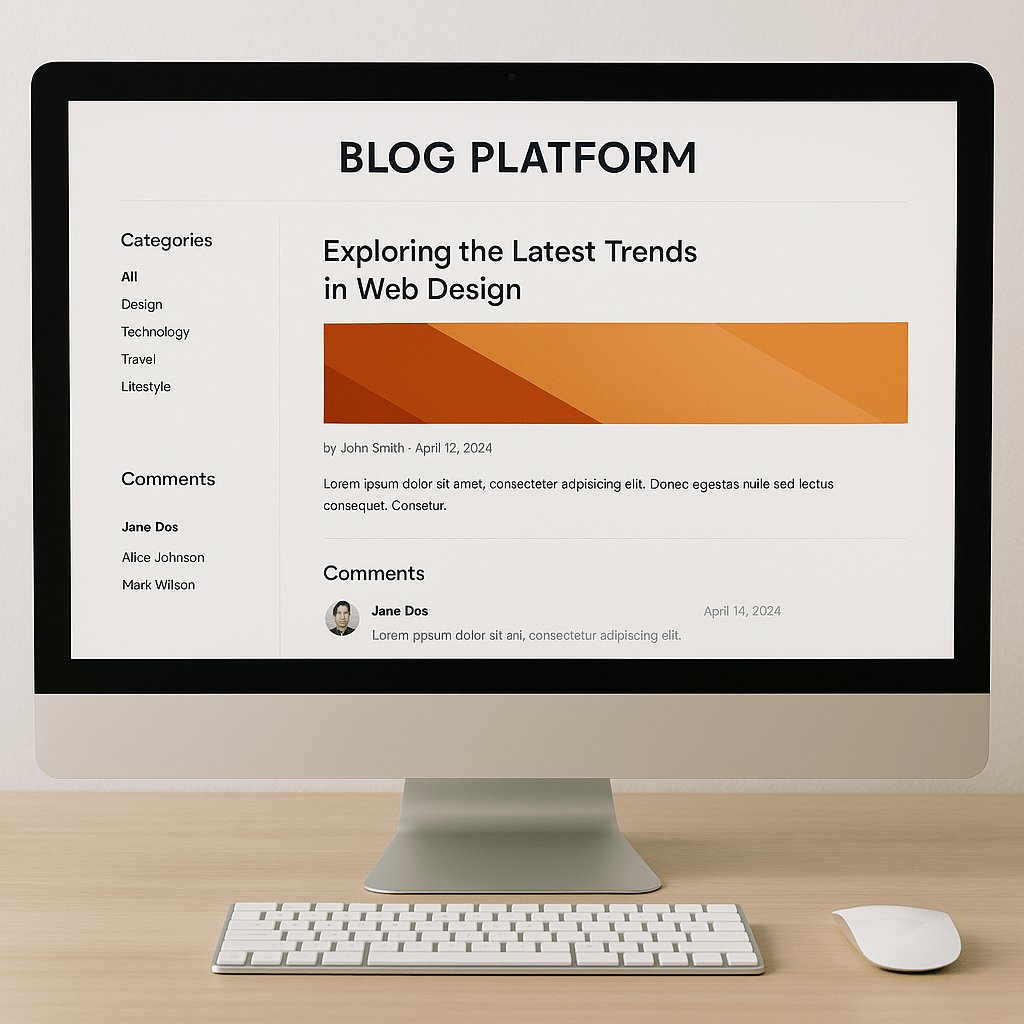 BLOG PLATFORM
Categories
All
Design
Technology
Travel
Litestyle
Comments
Jane Dos
Alice Johnson
Mark Wilson
Exploring the Latest Trends
in Web Design
by John Smith - April 12, 2024
Lorem ipsum dolor sit amet, consecteter adpisicing elit. Donec egestas nuile sed lectus
consequet. Consetur.
Comments
Jane Dos April 14, 2024
Lorem ppsum dolor sit ani, consectetur adipiscing elit.